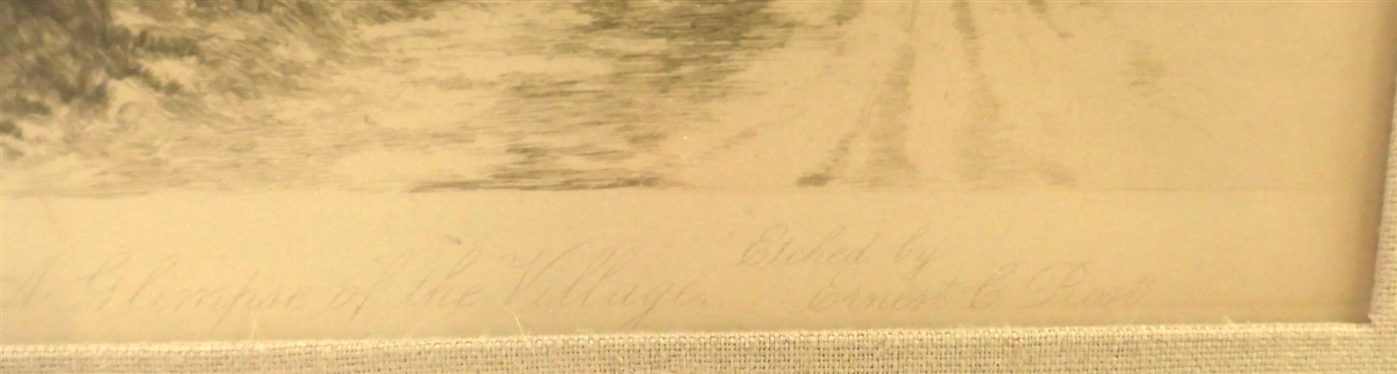 A Glimpse of the Village.
Etched by
Ernest C Rost